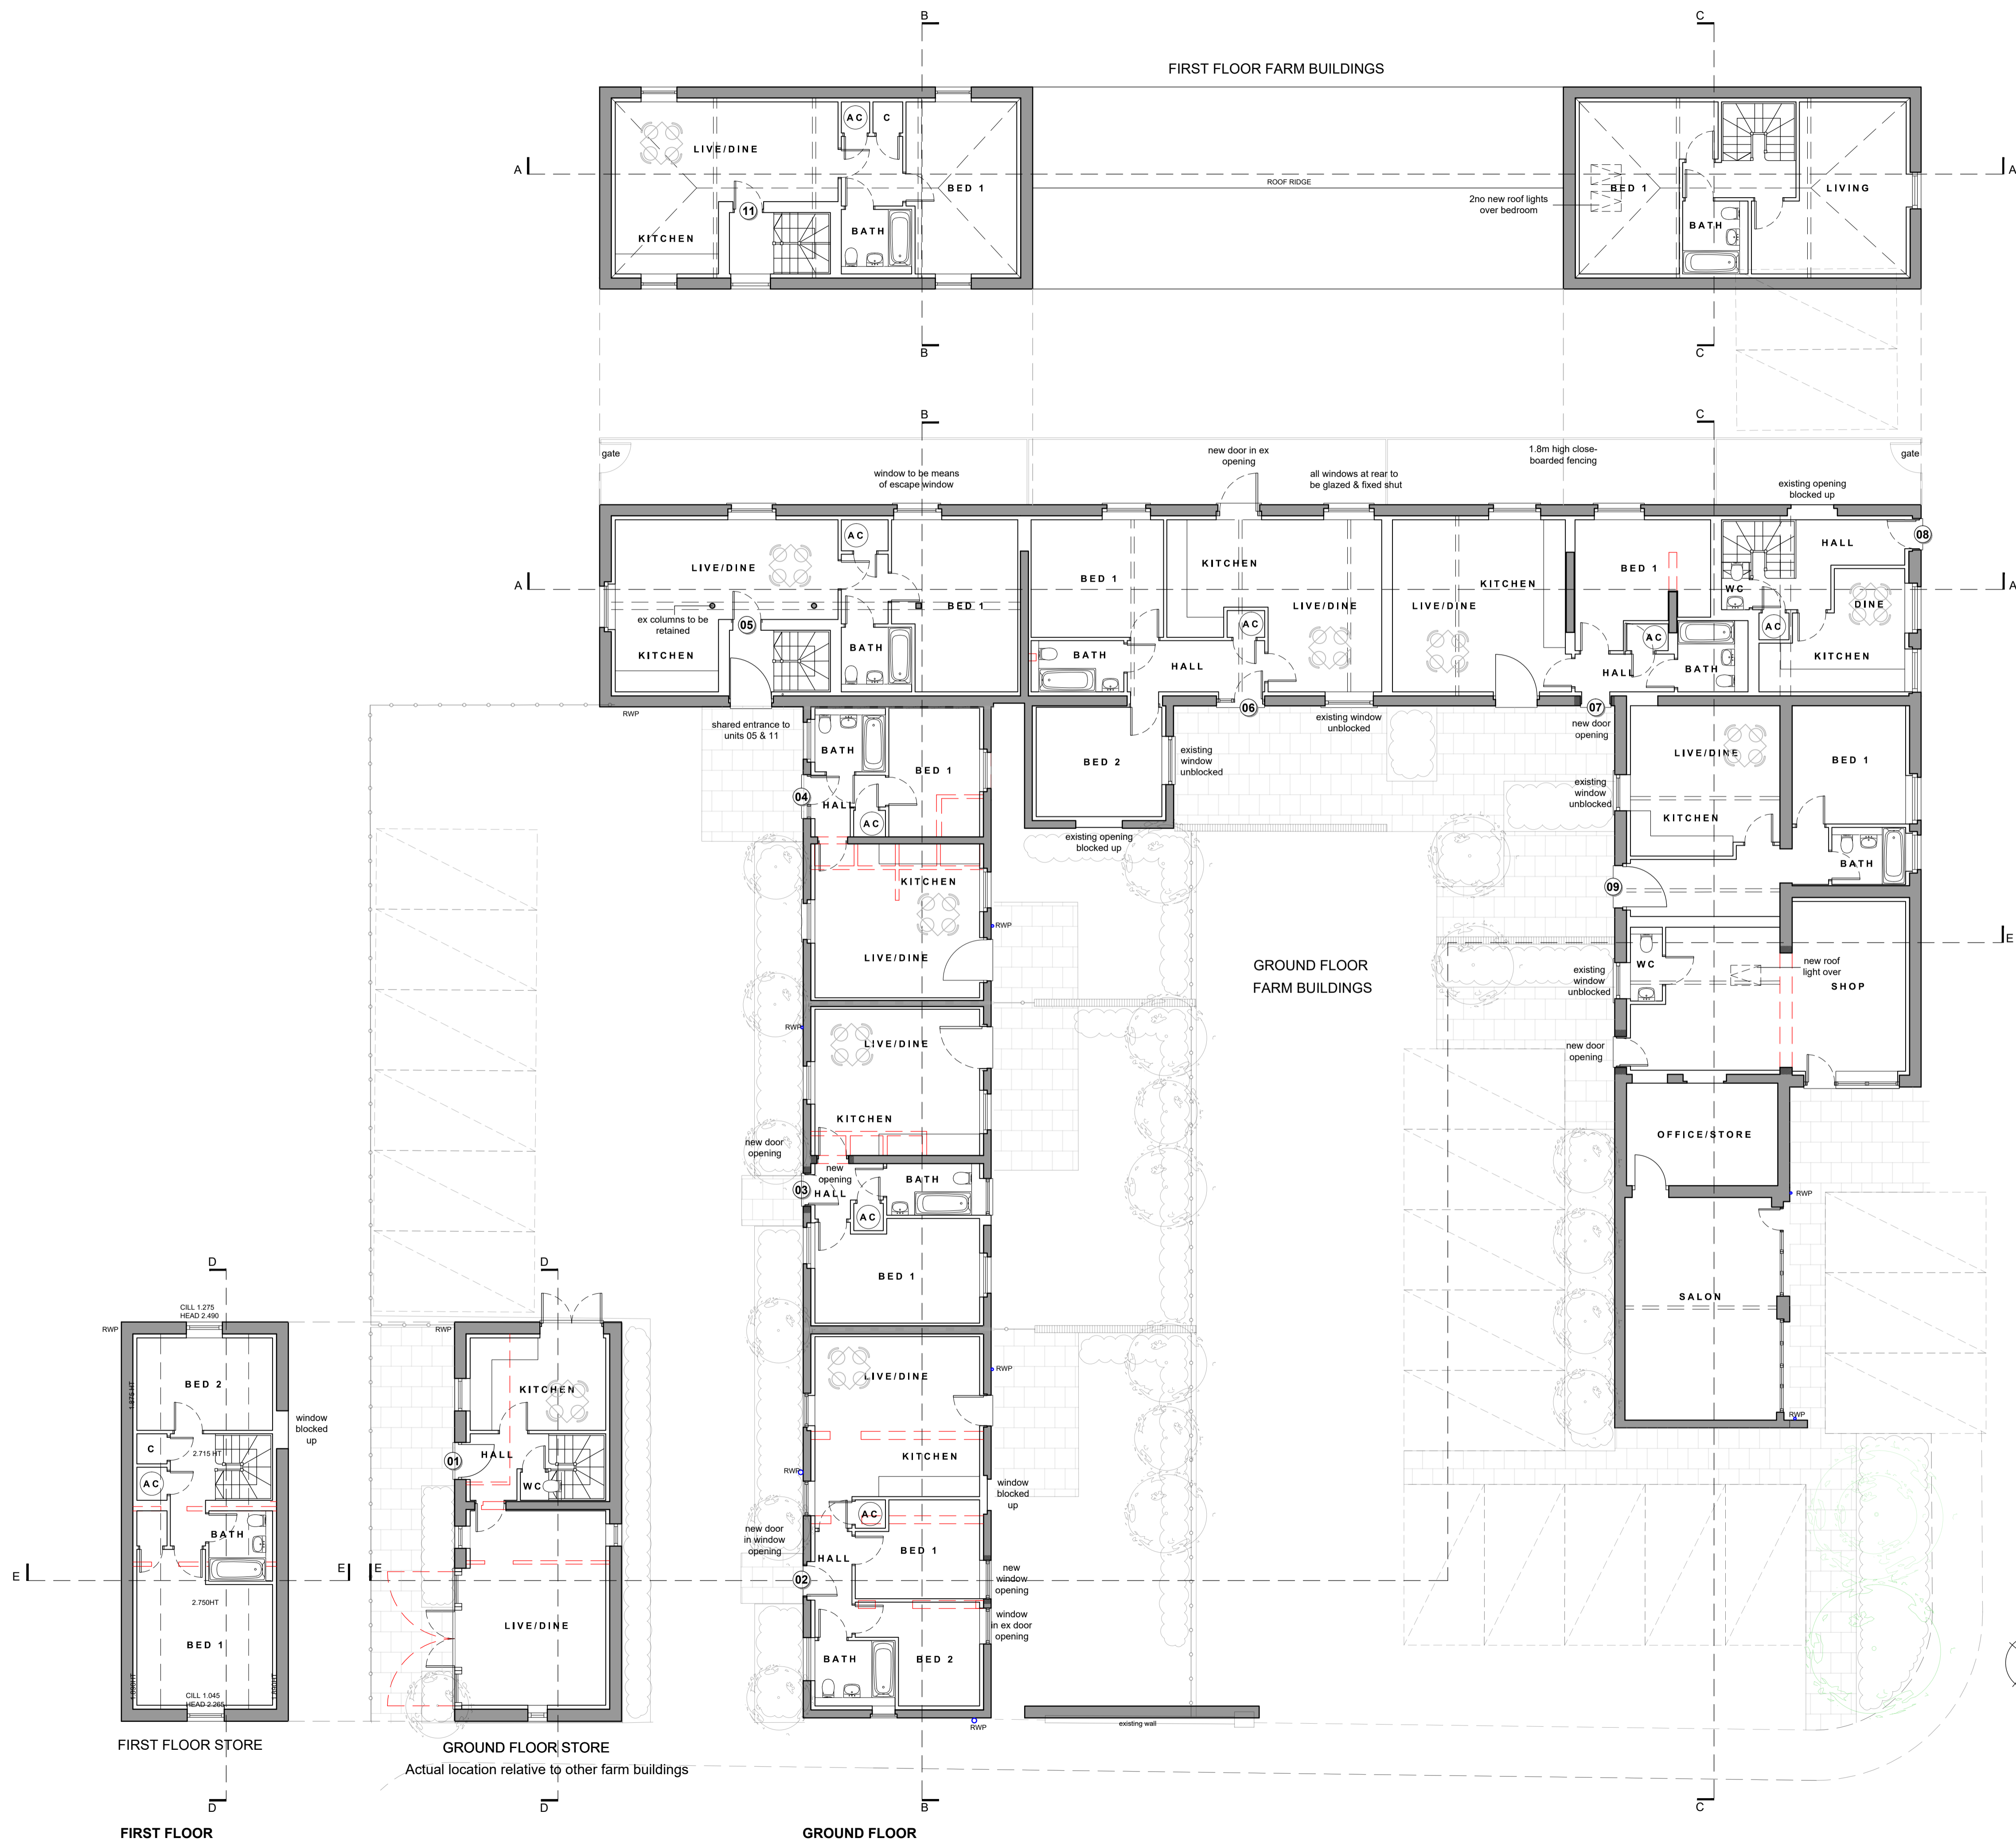 B
C
FIRST FLOOR FARM BUILDINGS
AC
C
LIVE/DINE
A
A
ROOF RIDGE
BED 1
BED 1
LIVING
2no new roof lights
over bedroom
11
KITCHEN
BATH
BATH
B
C
B
C
gate
window to be means
of escape window
new door in ex
opening
all windows at rear to
be glazed & fixed shut
1.8m high close-
boarded fencing
gate
existing opening
blocked up
AC
08
HALL
LIVE/DINE
KITCHEN
BED 1
BED 1
KITCHEN
A
A
WC
BED 1
LIVE/DINE
LIVE/DINE
DINE
ex columns to be
retained
05
AC
AC
AC
KITCHEN
BATH
BATH
HALL
HALL
BATH
KITCHEN
RWP
shared entrance to
units 05 & 11
06
existing window
unblocked
07
new door
opening
BATH
BED 1
BED 2
existing
window
unblocked
LIVE/DINE
BED 1
existing
window
unblocked
04
HALL
AC
KITCHEN
existing opening
blocked up
BATH
KITCHEN
09
RWP
LIVE/DINE
E
GROUND FLOOR
FARM BUILDINGS
WC
new roof
light over
existing
window
unblocked
SHOP
RWP
LIVE/DINE
new door
opening
KITCHEN
new door
opening
OFFICE/STORE
new
opening
BATH
03
HALL
AC
RWP
D
D
BED 1
SALON
CILL 1.275
HEAD 2.490
RWP
RWP
RWP
LIVE/DINE
BED 2
1.875 HT
KITCHEN
window
blocked
up
RWP
C
2.715 HT
01
HALL
KITCHEN
RWP
AC
WC
window
blocked
up
AC
BATH
new door
in window
opening
HALL
BED 1
E
E
E
02
new
window
opening
2.750HT
window
in ex door
opening
LIVE/DINE
BED 1
BATH
BED 2
1.890HT
1.890HT
CILL 1.045
HEAD 2.265
RWP
existing wall
FIRST FLOOR STORE
GROUND FLOOR STORE
Actual location relative to other farm buildings
D
D
B
C
FIRST FLOOR
GROUND FLOOR